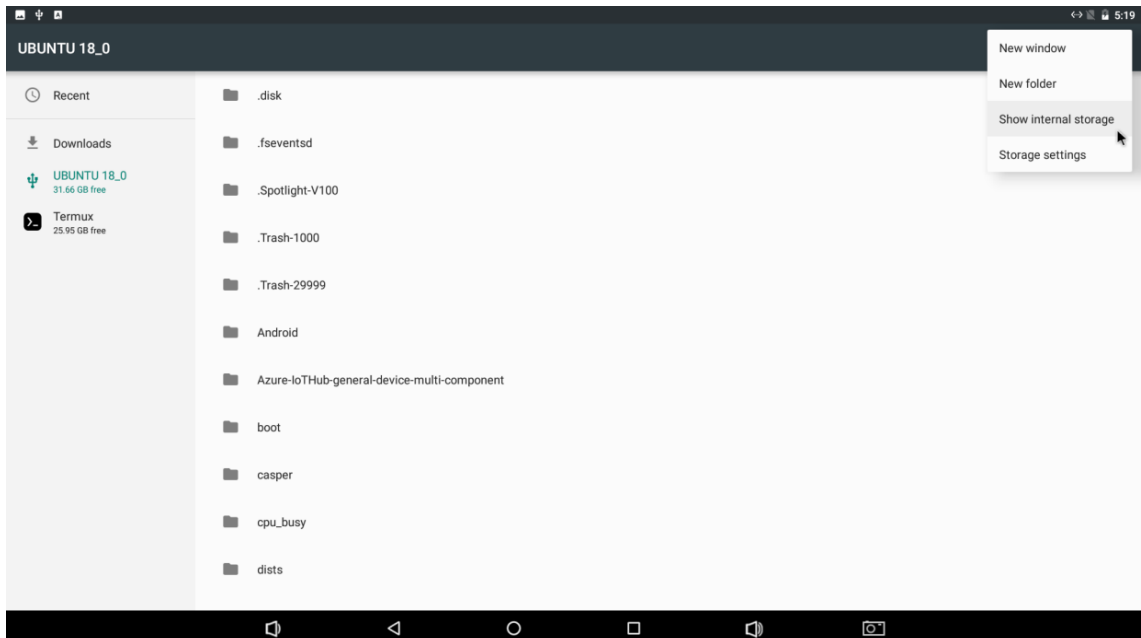 5:19
UBUNTU 18_0
New window
New folder
Show internal storage
Storage settings
Recent
Downloads
UBUNTU 18_0
31.66 GB free
Termux
25.95 GB free
.disk
.fseventsd
.Spotlight-V100
.Trash-1000
.Trash-29999
Android
Azure-IoTHub-general-device-multi-component
boot
casper
cpu_busy
dists